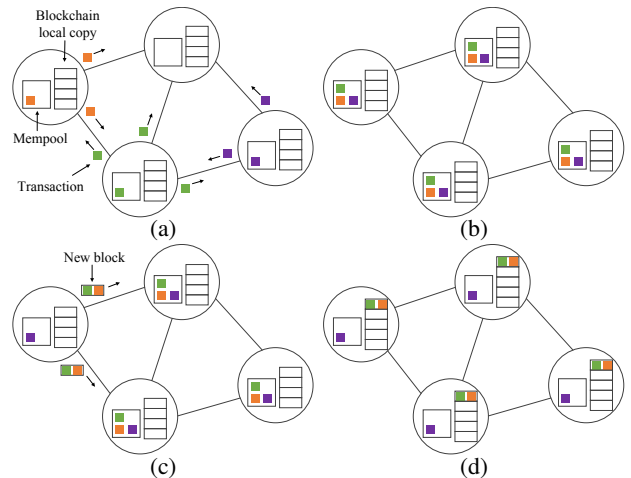 Blockchain
local copy
Mempool
Transaction
(a)
(b)
New block
(c)
(d)